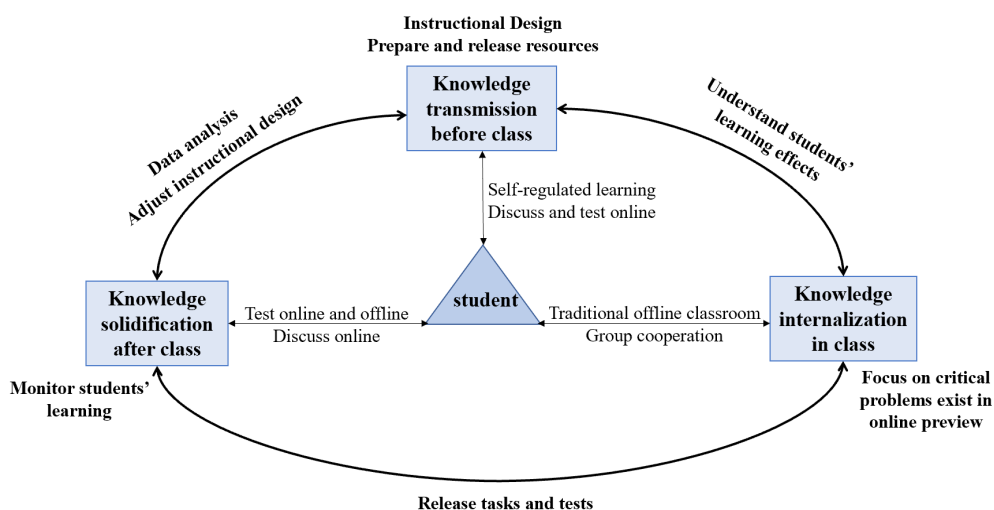 Instructional Design
Prepare and release resources
Knowledge
transmission
before class
Data analysis
Adjust instructional design
Understand students’
learning effects
Self-regulated learning
Discuss and test online
Knowledge
solidification
after class
Test online and offline
Discuss online
student
Traditional offline classroom
Group cooperation
Knowledge
internalization
in class
Monitor students’
learning
Focus on critical
problems exist in
online preview
Release tasks and tests